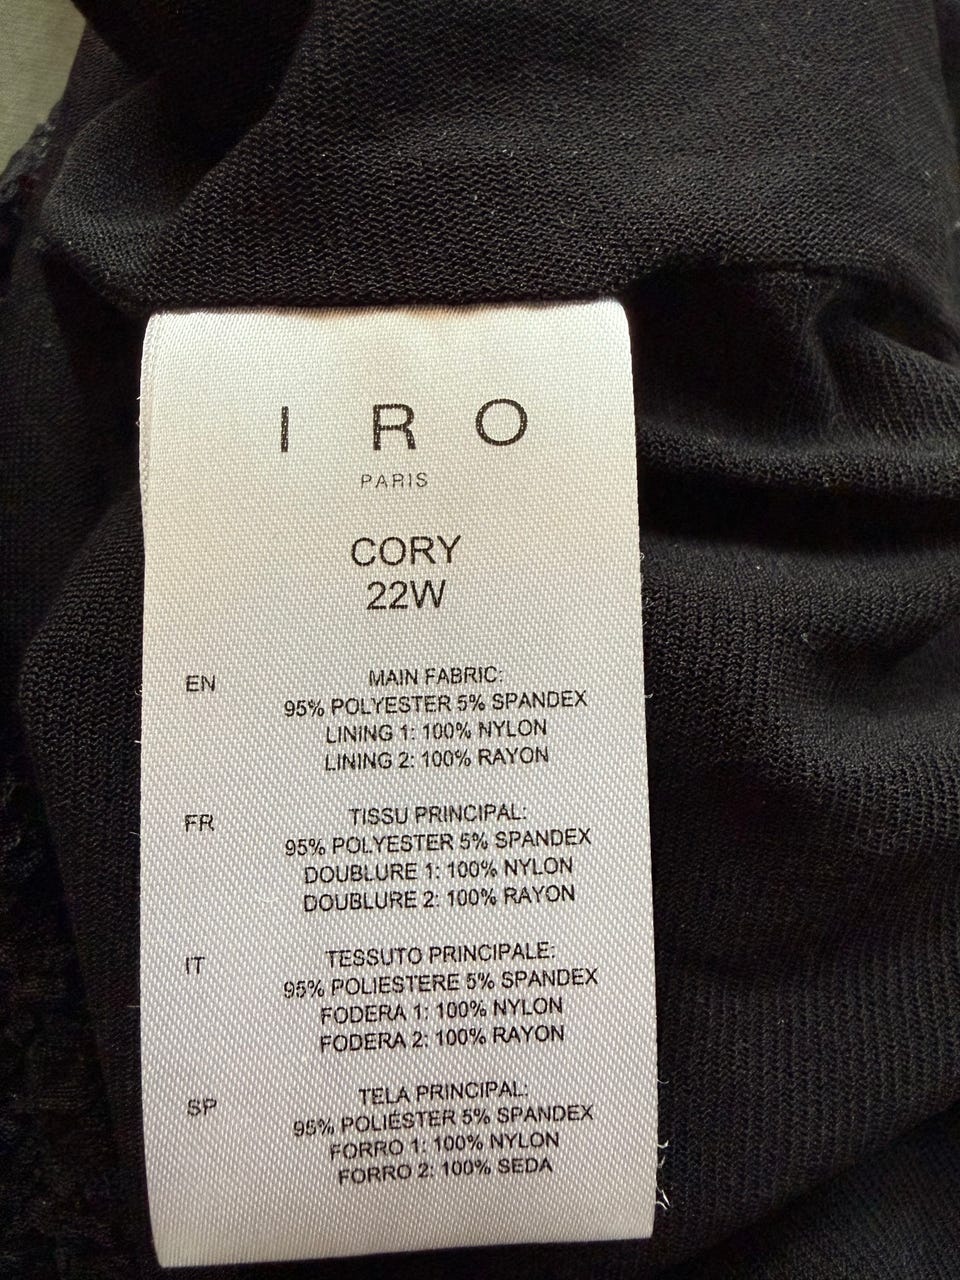 IRO
PARIS
CORY
22W
EN
MAIN FABRIC:
95% POLYESTER 5% SPANDEX
LINING 1: 100% NYLON
LINING 2: 100% RAYON
FR
TISSU PRINCIPAL:
95% POLYESTER 5% SPANDEX
DOUBLURE 1: 100% NYLON
DOUBLURE 2: 100% RAYON
IT
TESSUTO PRINCIPALE:
95% POLIESTERE 5% SPANDEX
FODERA 1: 100% NYLON
FODERA 2: 100% RAYON
SP
TELA PRINCIPAL:
95% POLIÉSTER 5% SPANDEX
FORRO 1: 100% NYLON
FORRO 2: 100% SEDA